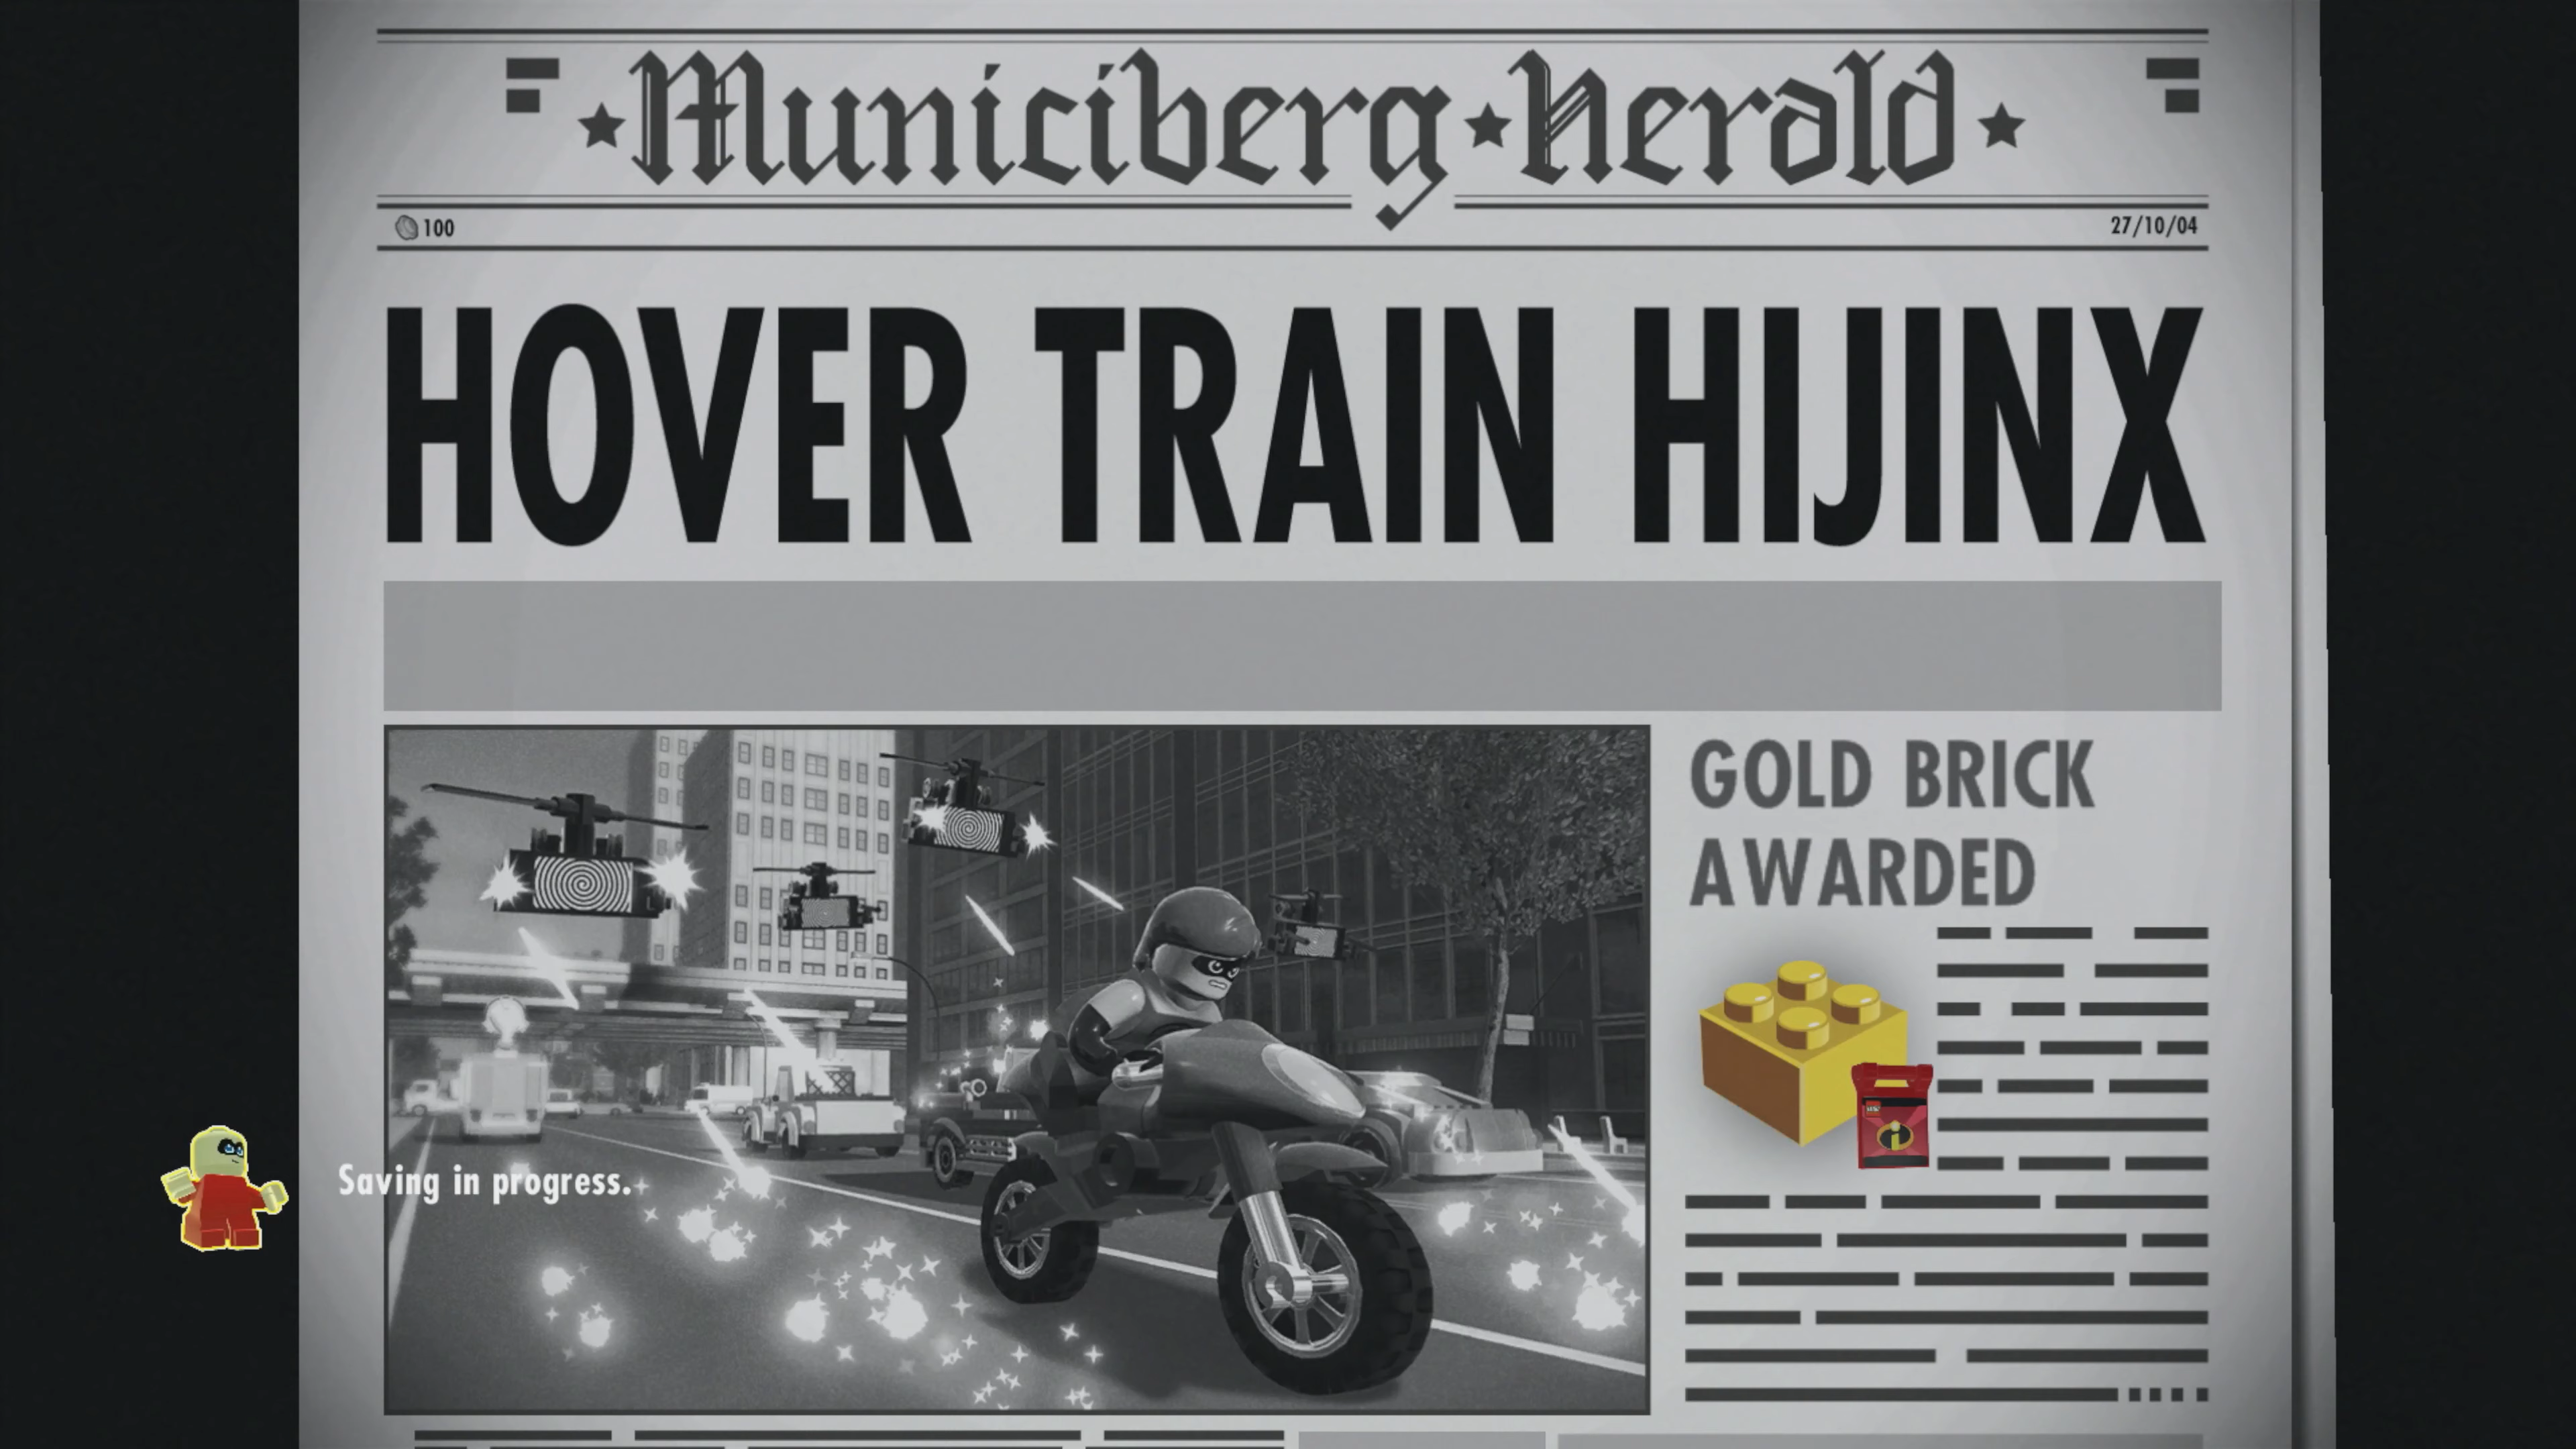 Municiberg Herald
100
27/10/04
HOVER TRAIN HIJINX
GOLD BRICK
AWARDED
Saving in progress.